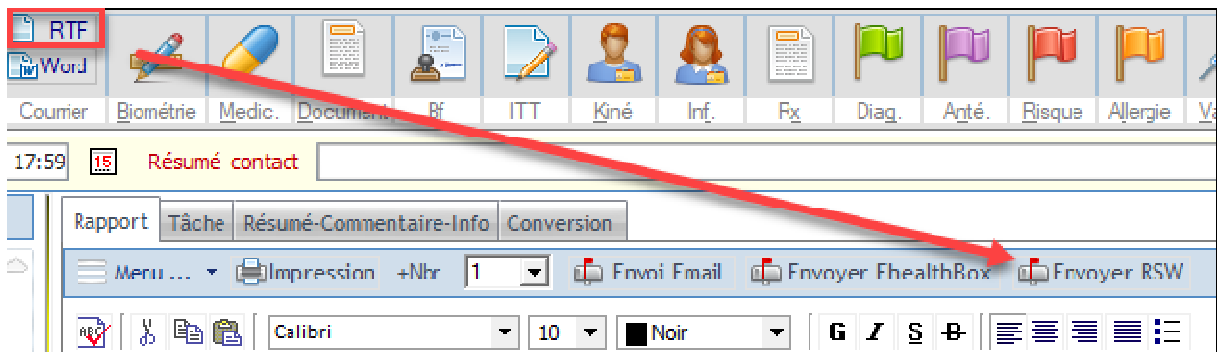 RTF
Word
Courrier Biométrie Medic. Document Bf ITT Kiné Inf. Rx Diag. Anté. Risque Allergie
17:59 15 Résumé contact
Rapport Tâche Résumé-Commentaire-Info Conversion
Menu ... Impression +Nbr 1 Envoi Email Envoyer EhealthBox Envoyer RSW
ABC Calibri 10 Noir G I S B